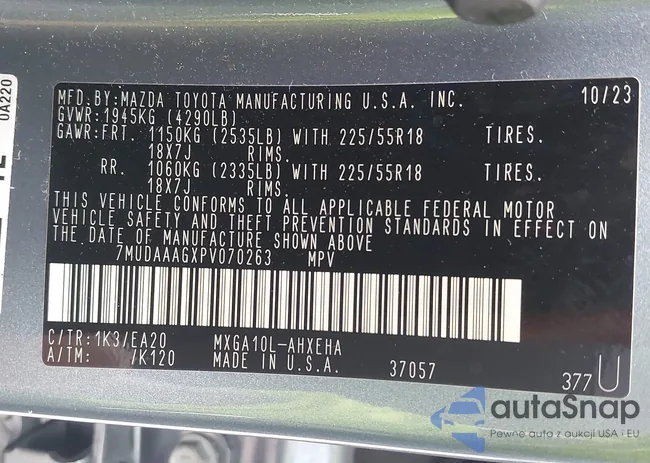 MFD.BY:MAZDA TOYOTA MANUFACTURING U.S.A. INC. 10/23
GVWR:1945KG (4290LB)
GAWR:FRT. 1150KG (2535LB) WITH 225/55R18 TIRES.
18X7J RIMS.
RR. 1060KG (2335LB) WITH 225/55R18 TIRES.
18X7J RIMS.
THIS VEHICLE CONFORMS TO ALL APPLICABLE FEDERAL MOTOR
VEHICLE SAFETY AND THEFT PREVENTION STANDARDS IN EFFECT ON
THE DATE OF MANUFACTURE SHOWN ABOVE
7MUDAAAGXPV070263 MPV
C/TR:1K3/EA20 MXGA10L-AHXEHA
A/TM: /K120 MADE IN U.S.A. 37057 377U
0A220
autaSnap
Pewne auta z aukcji USA i EU